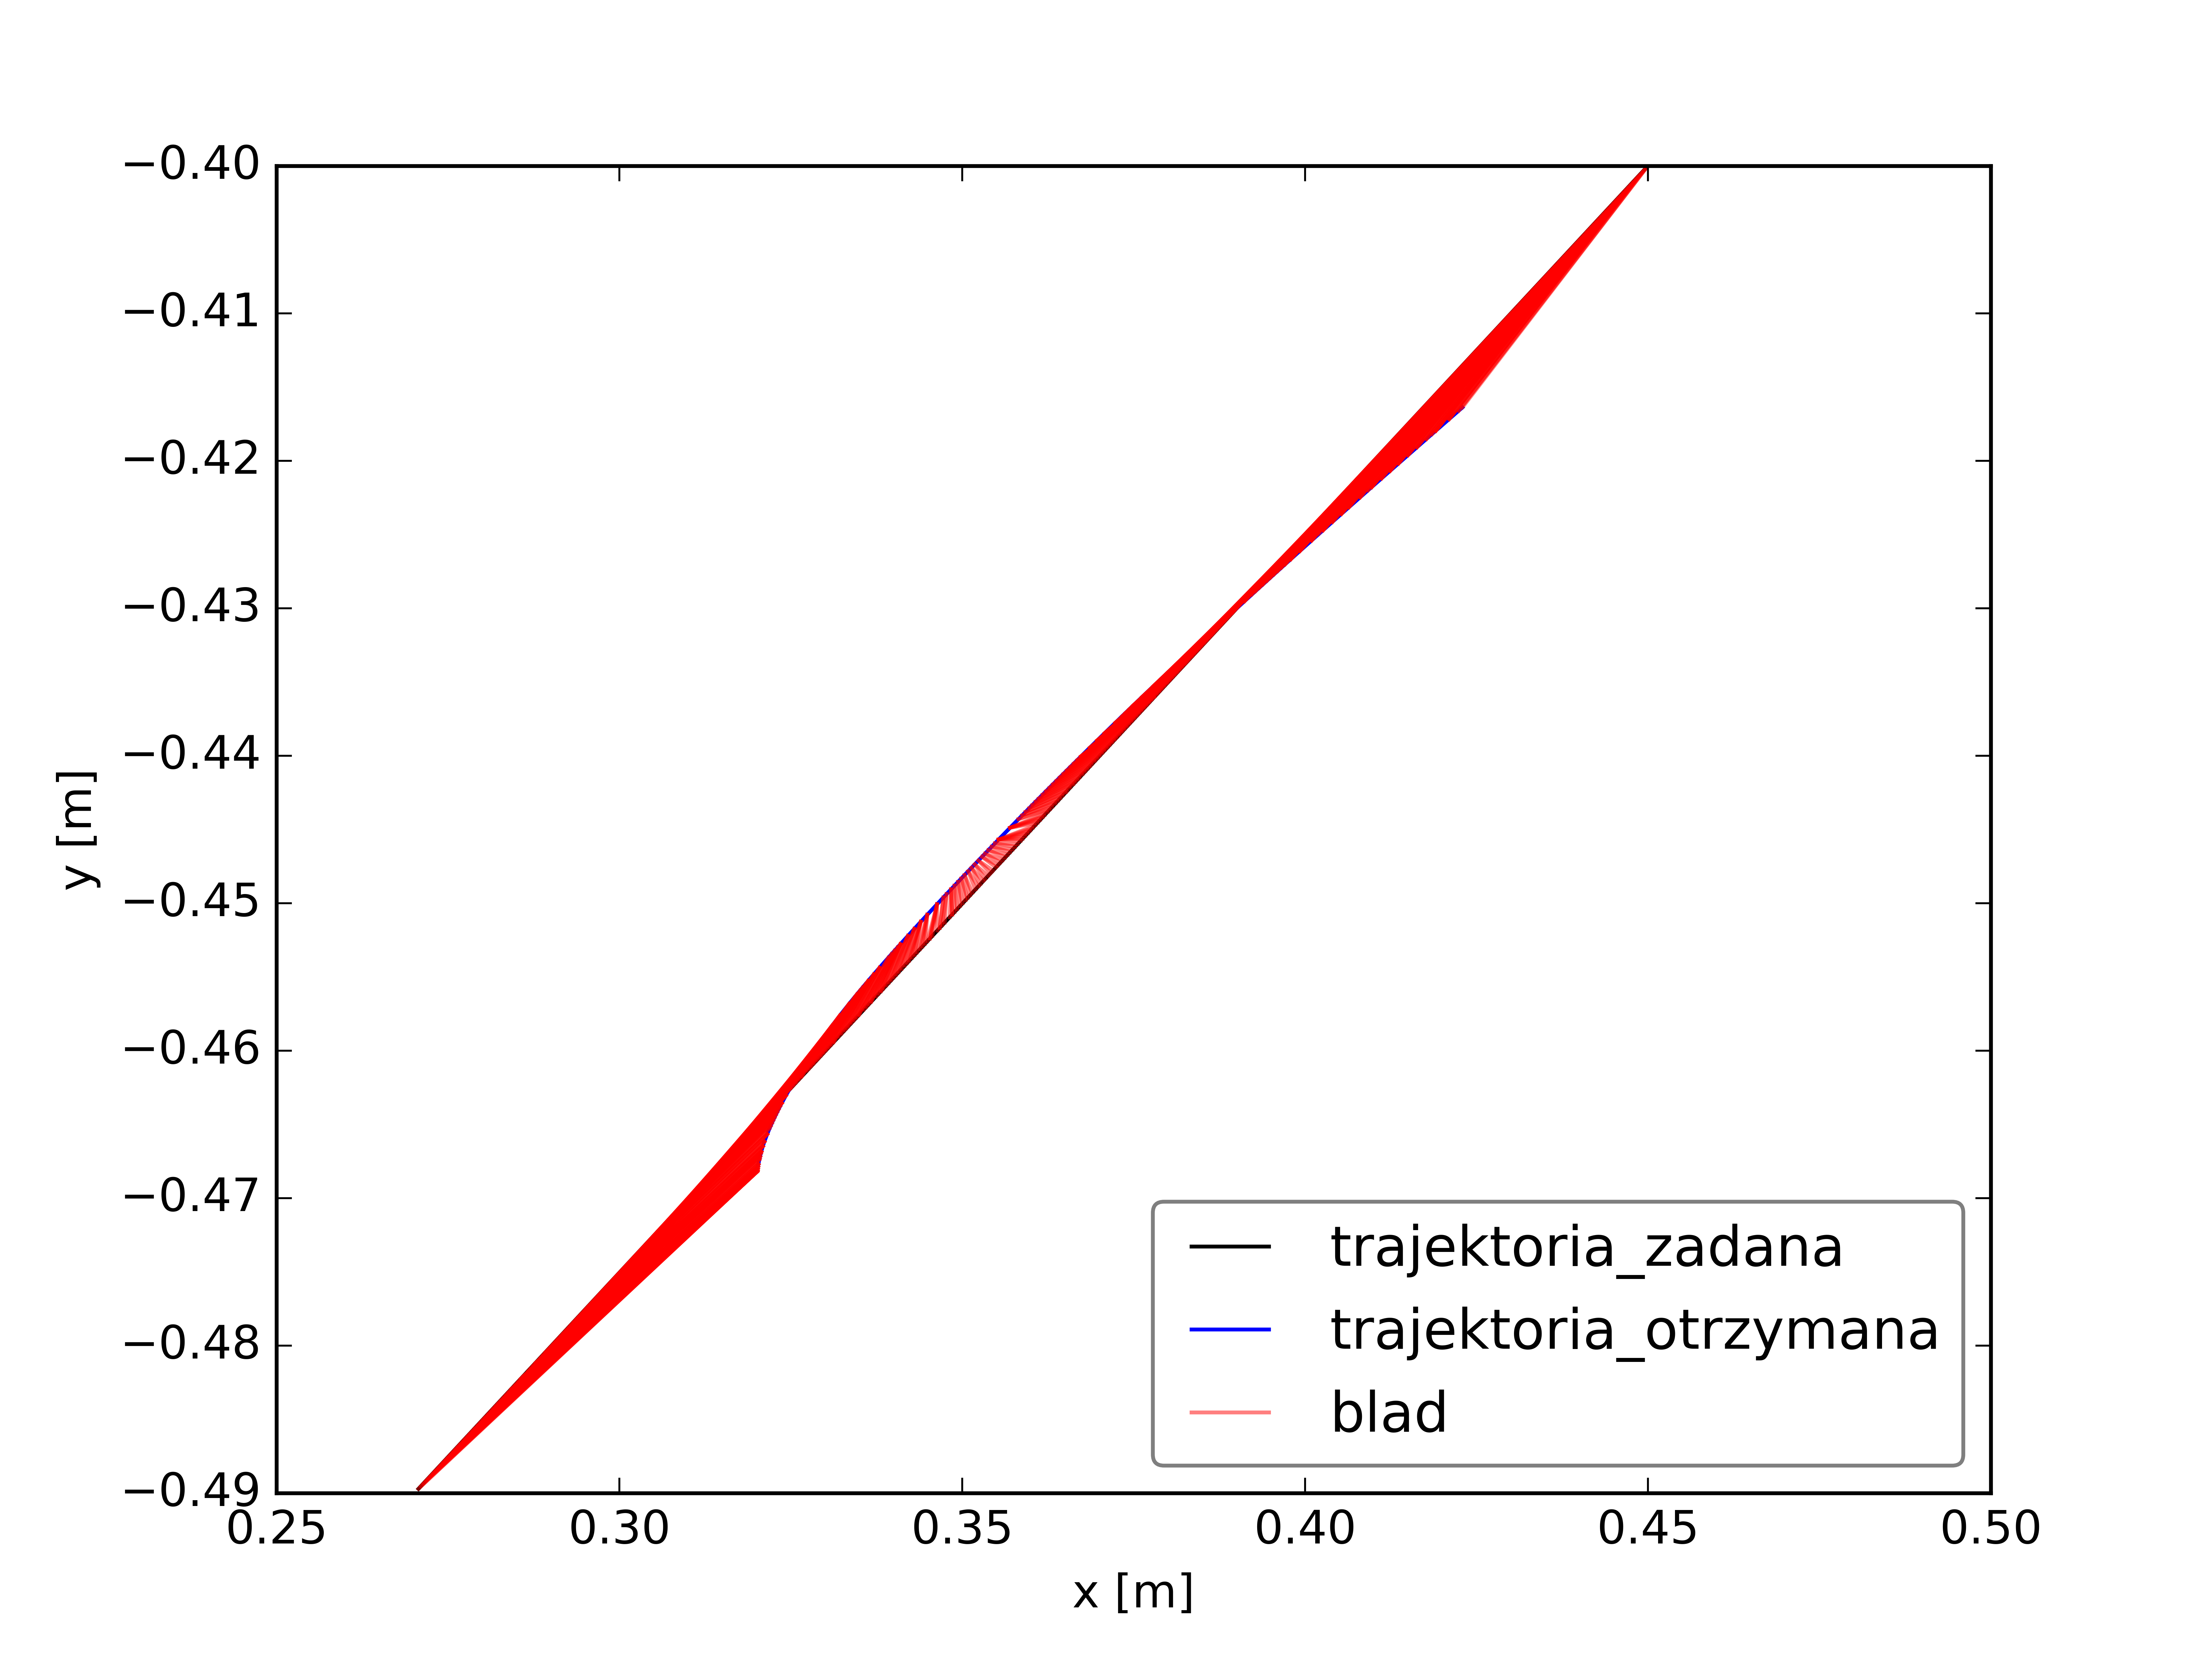 −0.40
−0.41
−0.42
−0.43
−0.44
−0.45
−0.46
−0.47
−0.48
−0.49
y [m]
trajektoria_zadana
trajektoria_otrzymana
blad
0.25 0.30 0.35 0.40 0.45 0.50
x [m]